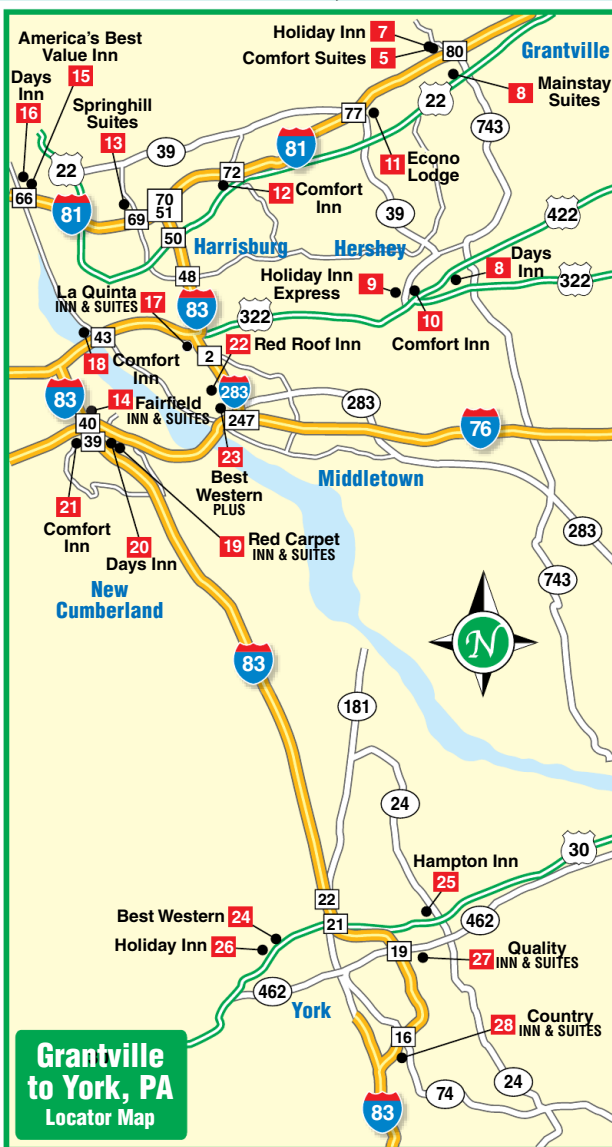 America's Best
Value Inn
15
Days
Inn
16
Springhill
Suites
13
Holiday Inn 7
Comfort Suites 5
80
Grantville
8 Mainstay
Suites
22
743
77
81
11 Econo
Lodge
39
22
39
72
12 Comfort
Inn
66
81
69
70
51
50
422
Harrisburg
Hershey
48
Holiday Inn
Express
9
8 Days
Inn
322
10
Comfort Inn
La Quinta
INN & SUITES
17
83
322
43
2
22 Red Roof Inn
18 Comfort
Inn
83
14 Fairfield
INN & SUITES
283
247
283
76
40
39
23
Best
Western
PLUS
Middletown
21
Comfort
Inn
20
Days Inn
19 Red Carpet
INN & SUITES
283
743
New
Cumberland
N
83
181
24
30
Hampton Inn
25
22
21
462
Best Western 24
Holiday Inn 26
19
27 Quality
INN & SUITES
462
York
28 Country
INN & SUITES
16
24
74
83
Grantville
to York, PA
Locator Map